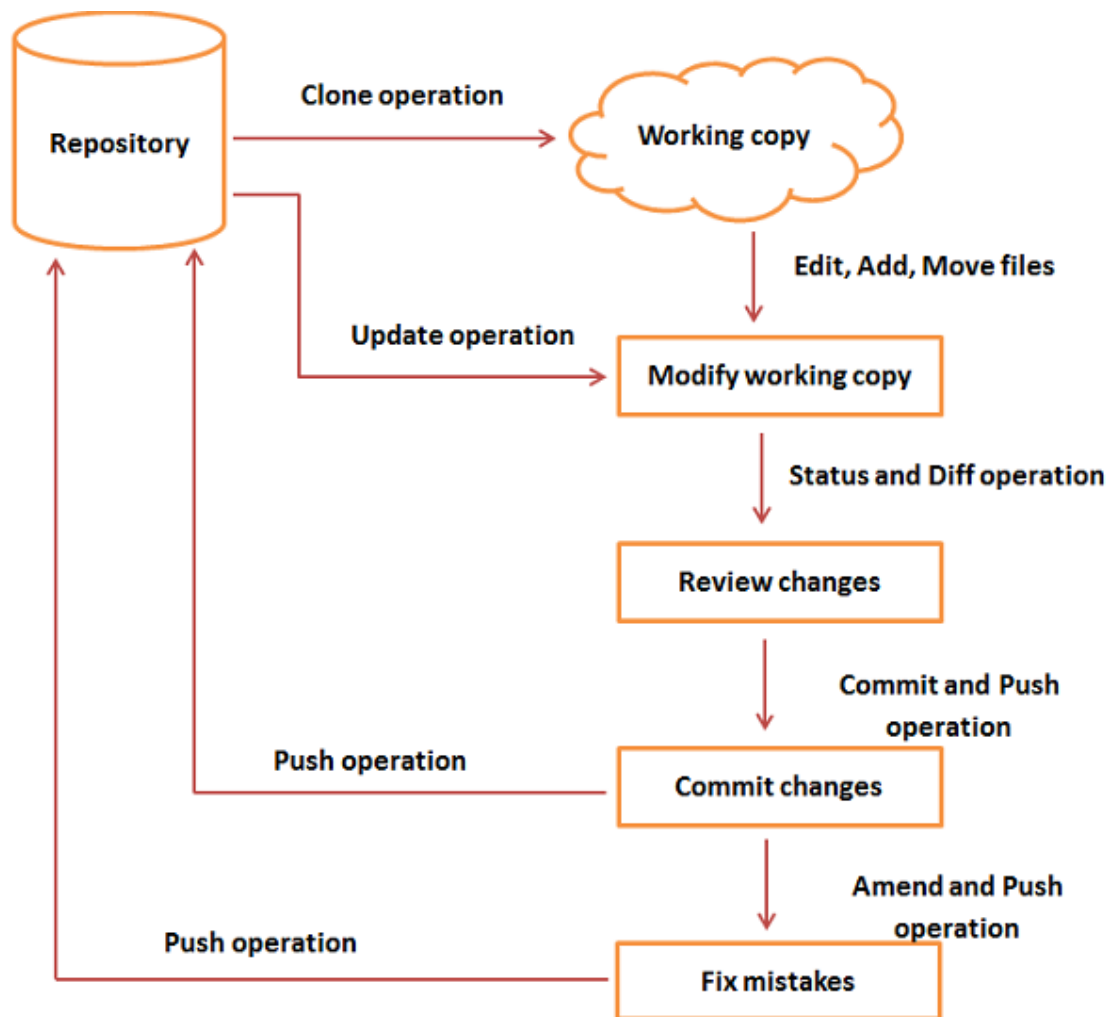 Clone operation
Repository
Working copy
Edit, Add, Move files
Update operation
Modify working copy
Status and Diff operation
Review changes
Commit and Push
operation
Push operation
Commit changes
Amend and Push
operation
Push operation
Fix mistakes